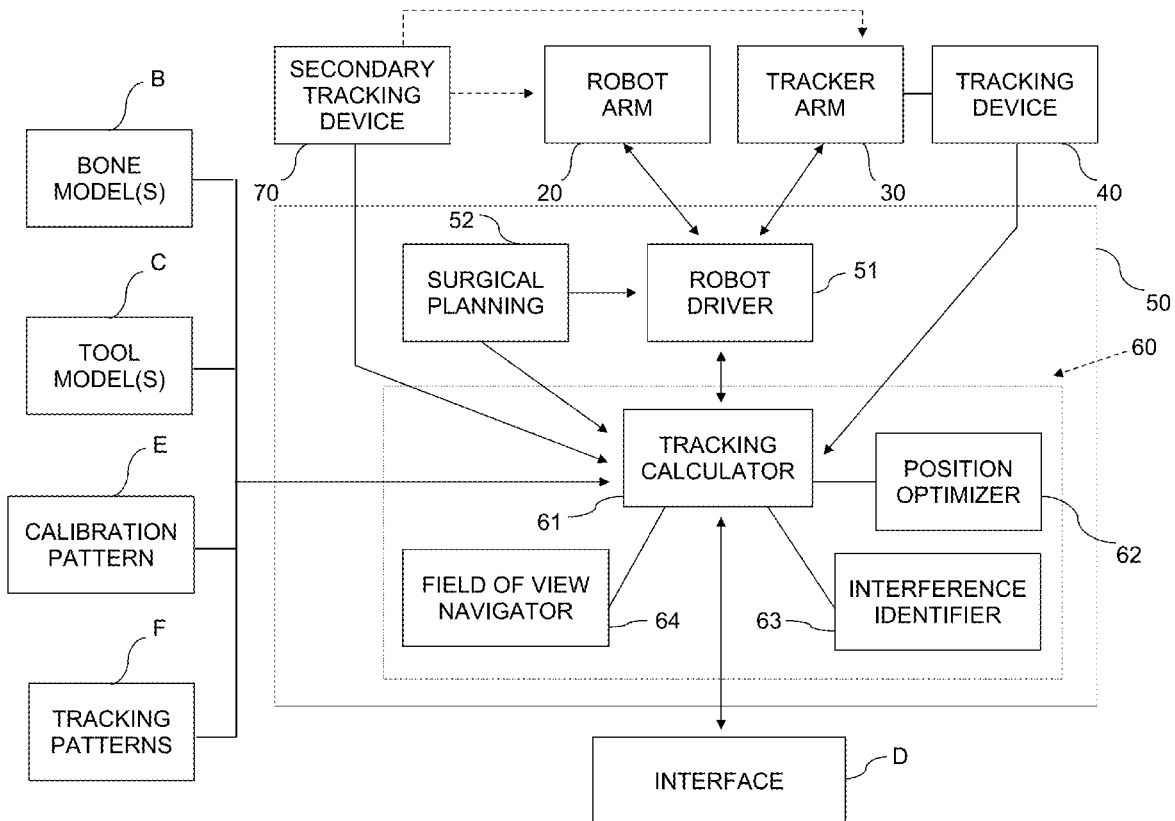 B
BONE
MODEL(S)
C
TOOL
MODEL(S)
E
CALIBRATION
PATTERN
F
TRACKING
PATTERNS
SECONDARY
TRACKING
DEVICE
70
ROBOT
ARM
20
TRACKER
ARM
30
TRACKING
DEVICE
40
52
SURGICAL
PLANNING
ROBOT
DRIVER
51
50
60
TRACKING
CALCULATOR
61
POSITION
OPTIMIZER
62
FIELD OF VIEW
NAVIGATOR
64
63
INTERFERENCE
IDENTIFIER
INTERFACE
D